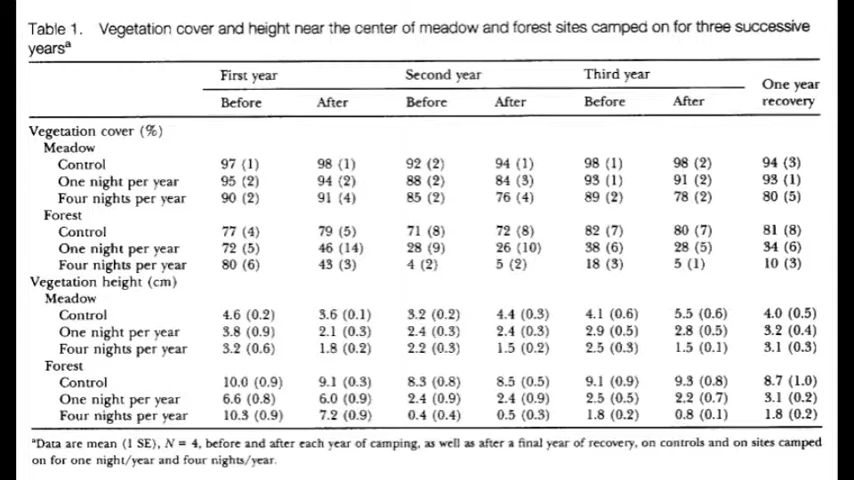 Table 1. Vegetation cover and height near the center of meadow and forest sites camped on for three successive
yearsᵃ
First year Second year Third year One year
Before After Before After Before After recovery
Vegetation cover (%)
Meadow
Control 97 (1) 98 (1) 92 (2) 94 (1) 98 (1) 98 (2) 94 (3)
One night per year 95 (2) 94 (2) 88 (2) 84 (3) 93 (1) 91 (2) 93 (1)
Four nights per year 90 (2) 91 (4) 85 (2) 76 (4) 89 (2) 78 (2) 80 (5)
Forest
Control 77 (4) 79 (5) 71 (8) 72 (8) 82 (7) 80 (7) 81 (8)
One night per year 72 (5) 46 (14) 28 (9) 26 (10) 38 (6) 28 (5) 34 (6)
Four nights per year 80 (6) 43 (3) 4 (2) 5 (2) 18 (3) 5 (1) 10 (3)
Vegetation height (cm)
Meadow
Control 4.6 (0.2) 3.6 (0.1) 3.2 (0.2) 4.4 (0.3) 4.1 (0.6) 5.5 (0.6) 4.0 (0.5)
One night per year 3.8 (0.9) 2.1 (0.3) 2.4 (0.3) 2.4 (0.3) 2.9 (0.5) 2.8 (0.5) 3.2 (0.4)
Four nights per year 3.2 (0.6) 1.8 (0.2) 2.2 (0.3) 1.5 (0.2) 2.5 (0.3) 1.5 (0.1) 3.1 (0.3)
Forest
Control 10.0 (0.9) 9.1 (0.3) 8.3 (0.8) 8.5 (0.5) 9.1 (0.9) 9.3 (0.8) 8.7 (1.0)
One night per year 6.6 (0.8) 6.0 (0.9) 2.4 (0.9) 2.4 (0.9) 2.5 (0.5) 2.2 (0.7) 3.1 (0.2)
Four nights per year 10.3 (0.9) 7.2 (0.9) 0.4 (0.4) 0.5 (0.3) 1.8 (0.2) 0.8 (0.1) 1.8 (0.2)
ᵃData are mean (1 SE), N = 4, before and after each year of camping, as well as after a final year of recovery, on controls and on sites camped
on for one night/year and four nights/year.